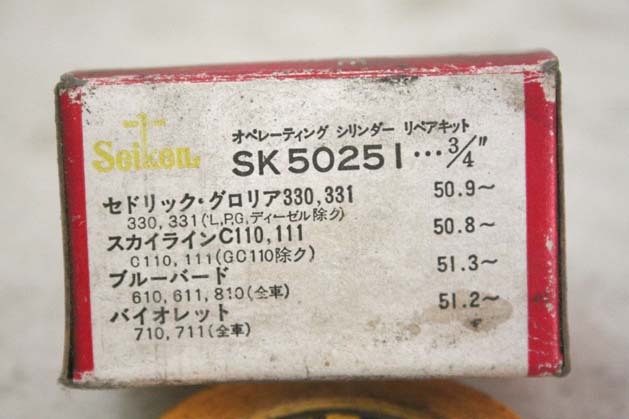 オペレーティング シリンダー リペアキット
Seiken SK50251…3/4"
セドリック・グロリア330,331 50.9～
330,331(L,P,G,ディーゼル除ク)
スカイラインC110,111 50.8～
C110,111(GC110除ク)
ブルーバード 51.3～
610,611,810(全車)
バイオレット 51.2～
710,711(全車)